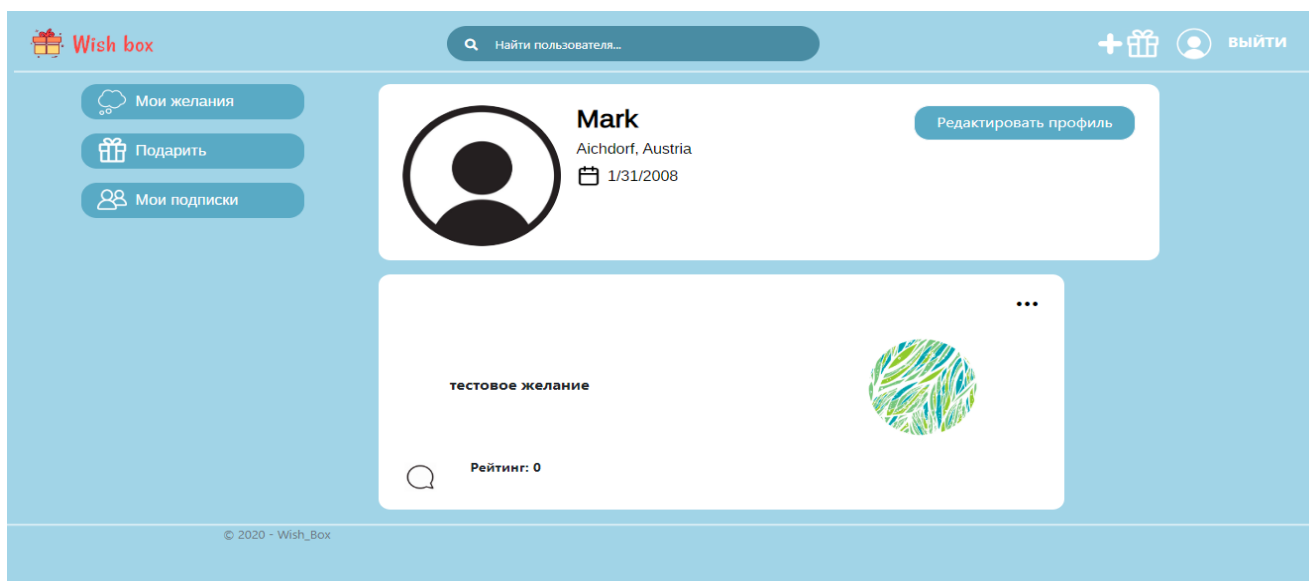 Wish box
Найти пользователя...
выйти
Мои желания
Подарить
Мои подписки
Mark
Aichdorf, Austria
1/31/2008
Редактировать профиль
тестовое желание
Рейтинг: 0
© 2020 - Wish_Box